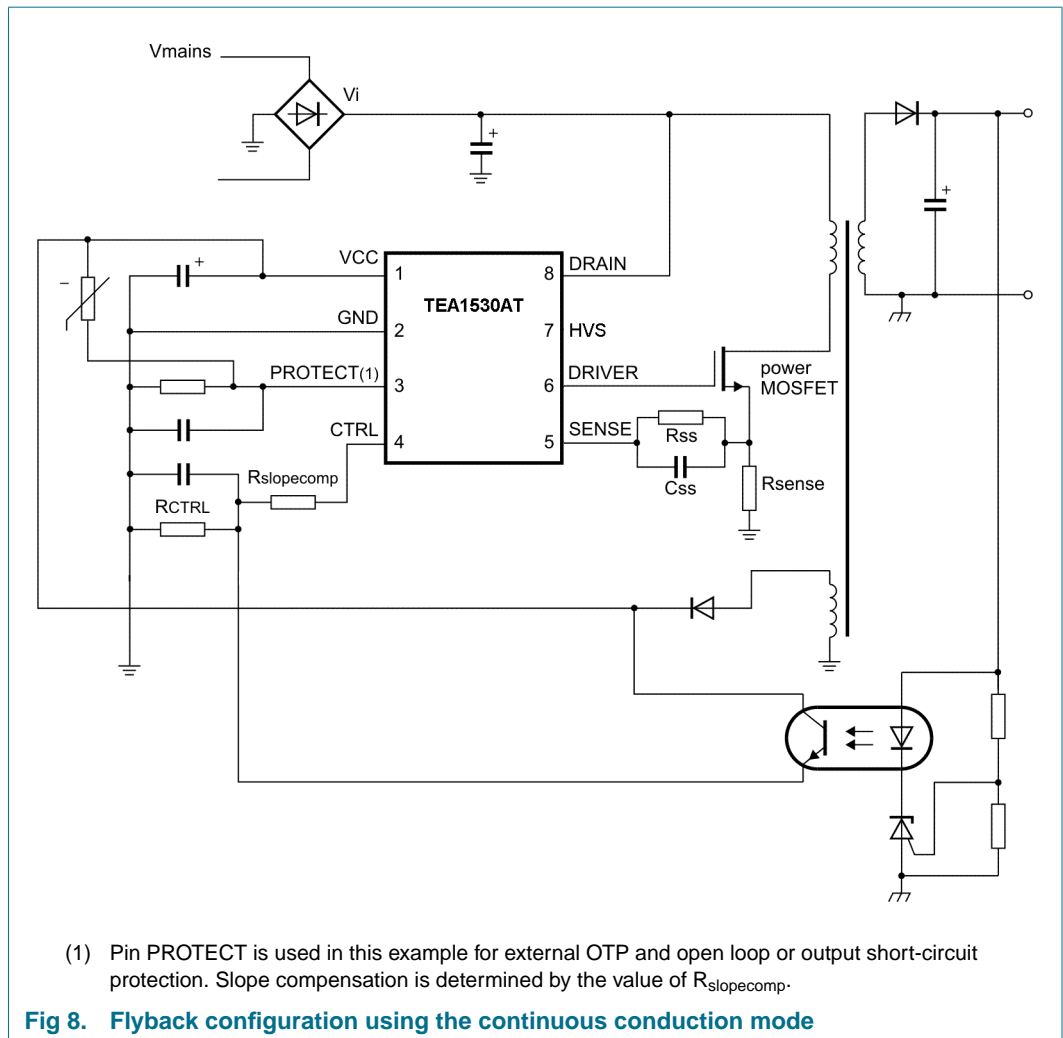 Vmains
Vi
+
+
VCC
+
1
8
DRAIN
–
TEA1530AT
GND
2
7
HVS
PROTECT(1)
3
6
DRIVER
power
MOSFET
CTRL
4
5
SENSE
Rss
Css
Rsense
Rslopecomp
RCTRL
(1) Pin PROTECT is used in this example for external OTP and open loop or output short-circuit
protection. Slope compensation is determined by the value of Rslopecomp.
Fig 8. Flyback configuration using the continuous conduction mode